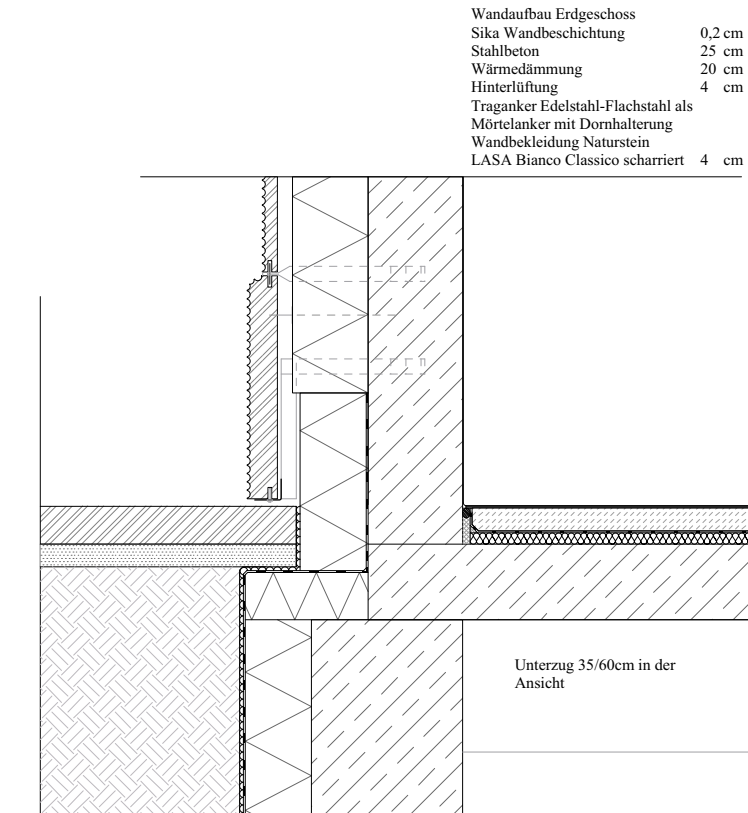 Wandaufbau Erdgeschoss
Sika Wandbeschichtung 0,2 cm
Stahlbeton 25 cm
Wärmedämmung 20 cm
Hinterlüftung 4 cm
Traganker Edelstahl-Flachstahl als
Mörtelanker mit Dornhalterung
Wandbekleidung Naturstein
LASA Bianco Classico scharriert 4 cm
Unterzug 35/60cm in der
Ansicht